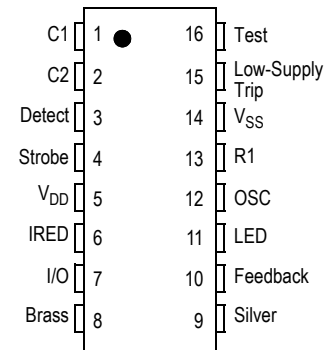 C1 1 16 Test
C2 2 15 Low-Supply Trip
Detect 3 14 VSS
Strobe 4 13 R1
VDD 5 12 OSC
IRED 6 11 LED
I/O 7 10 Feedback
Brass 8 9 Silver